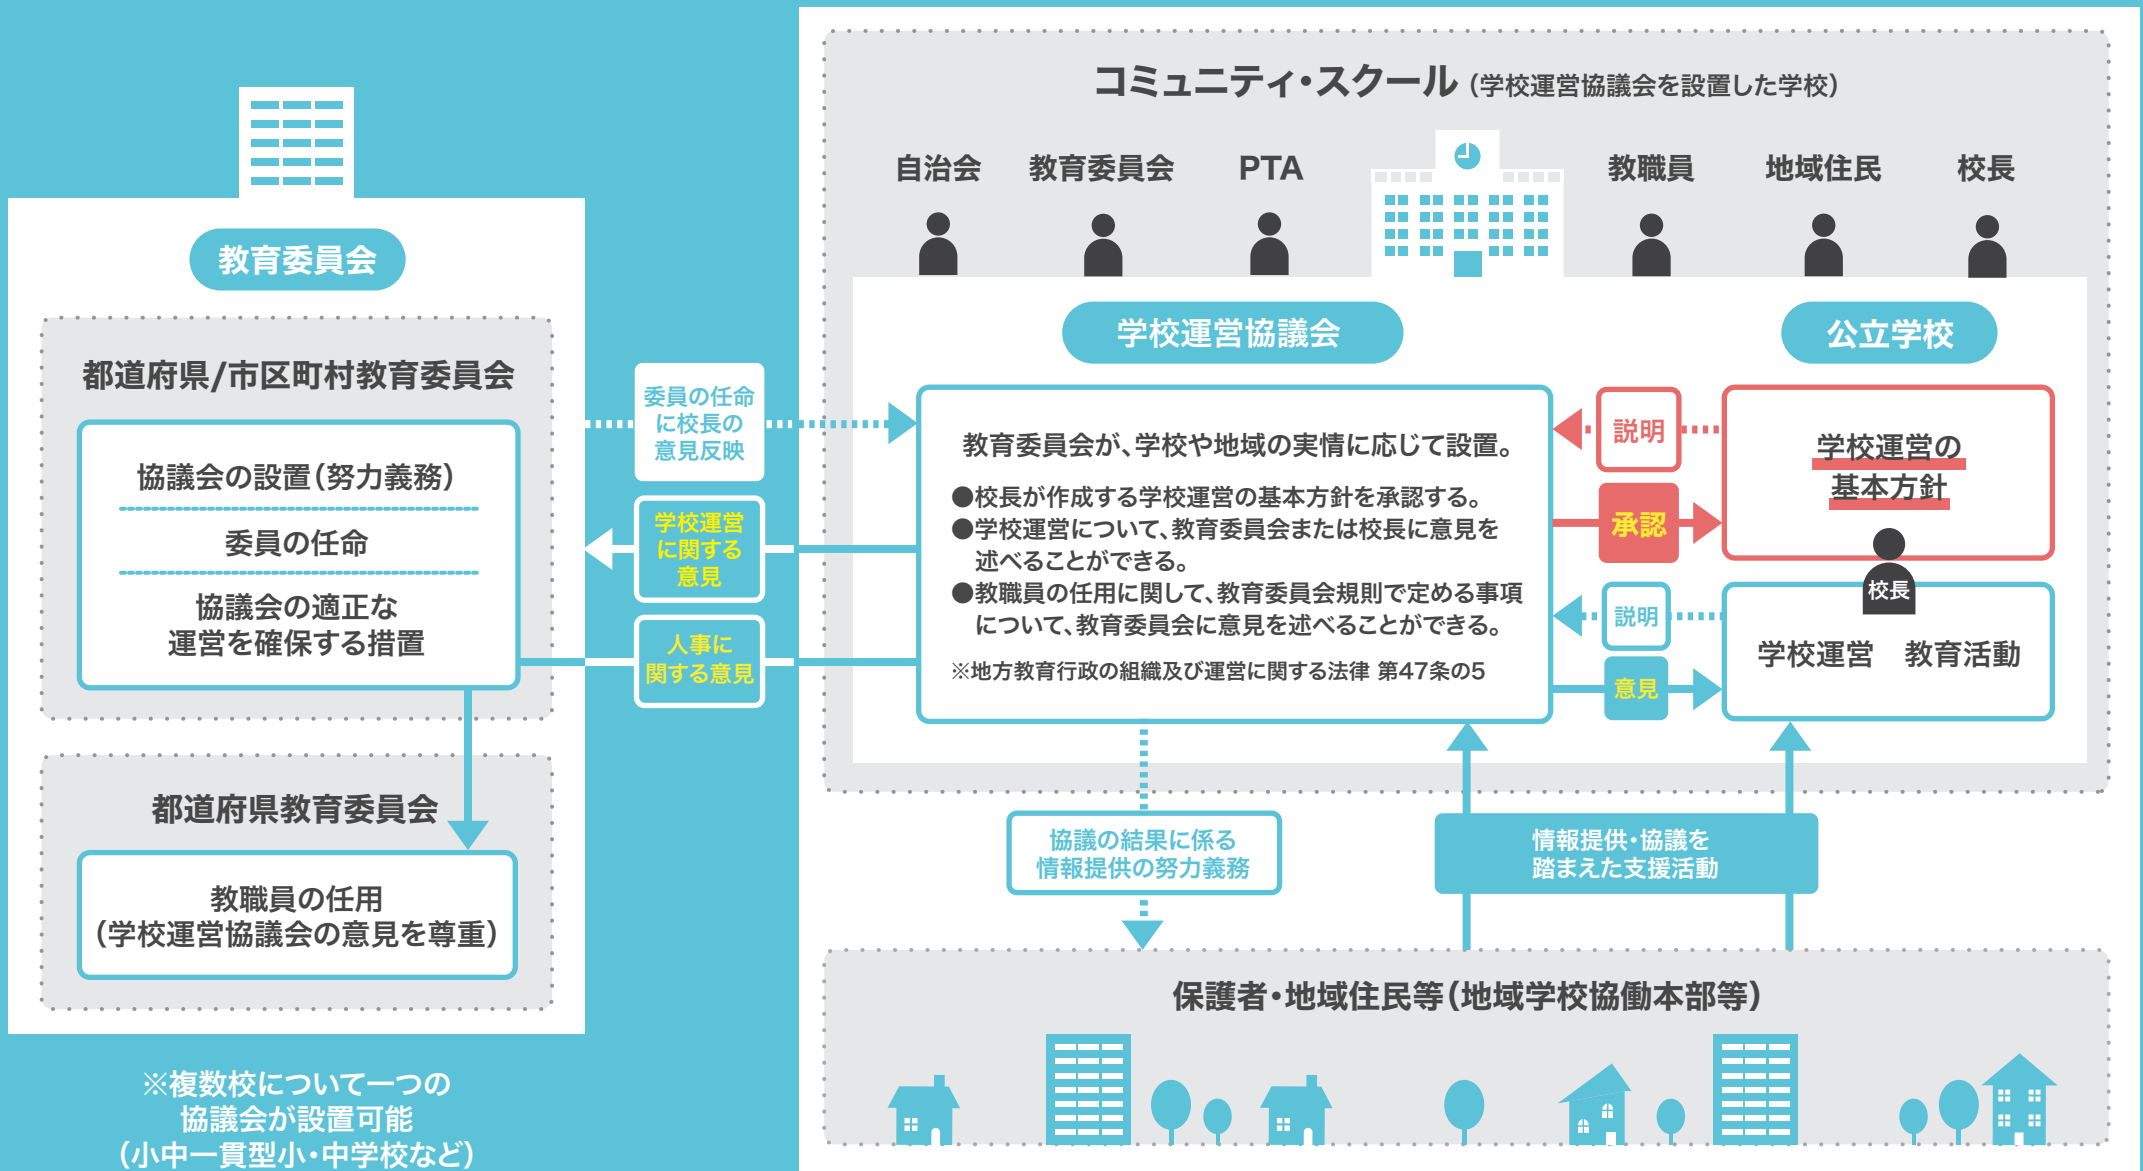 教育委員会
都道府県/市区町村教育委員会
協議会の設置（努力義務）
委員の任命
協議会の適正な
運営を確保する措置
都道府県教育委員会
教職員の任用
（学校運営協議会の意見を尊重）
※複数校について一つの
協議会が設置可能
（小中一貫型小・中学校など）
委員の任命
に校長の
意見反映
学校運営
に関する
意見
人事に
関する意見
コミュニティ・スクール（学校運営協議会を設置した学校）
自治会
教育委員会
PTA
教職員
地域住民
校長
学校運営協議会
教育委員会が、学校や地域の実情に応じて設置。
●校長が作成する学校運営の基本方針を承認する。
●学校運営について、教育委員会または校長に意見を
述べることができる。
●教職員の任用に関して、教育委員会規則で定める事項
について、教育委員会に意見を述べることができる。
※地方教育行政の組織及び運営に関する法律 第47条の5
説明
承認
説明
意見
公立学校
学校運営の
基本方針
校長
学校運営　教育活動
協議の結果に係る
情報提供の努力義務
情報提供・協議を
踏まえた支援活動
保護者・地域住民等（地域学校協働本部等）